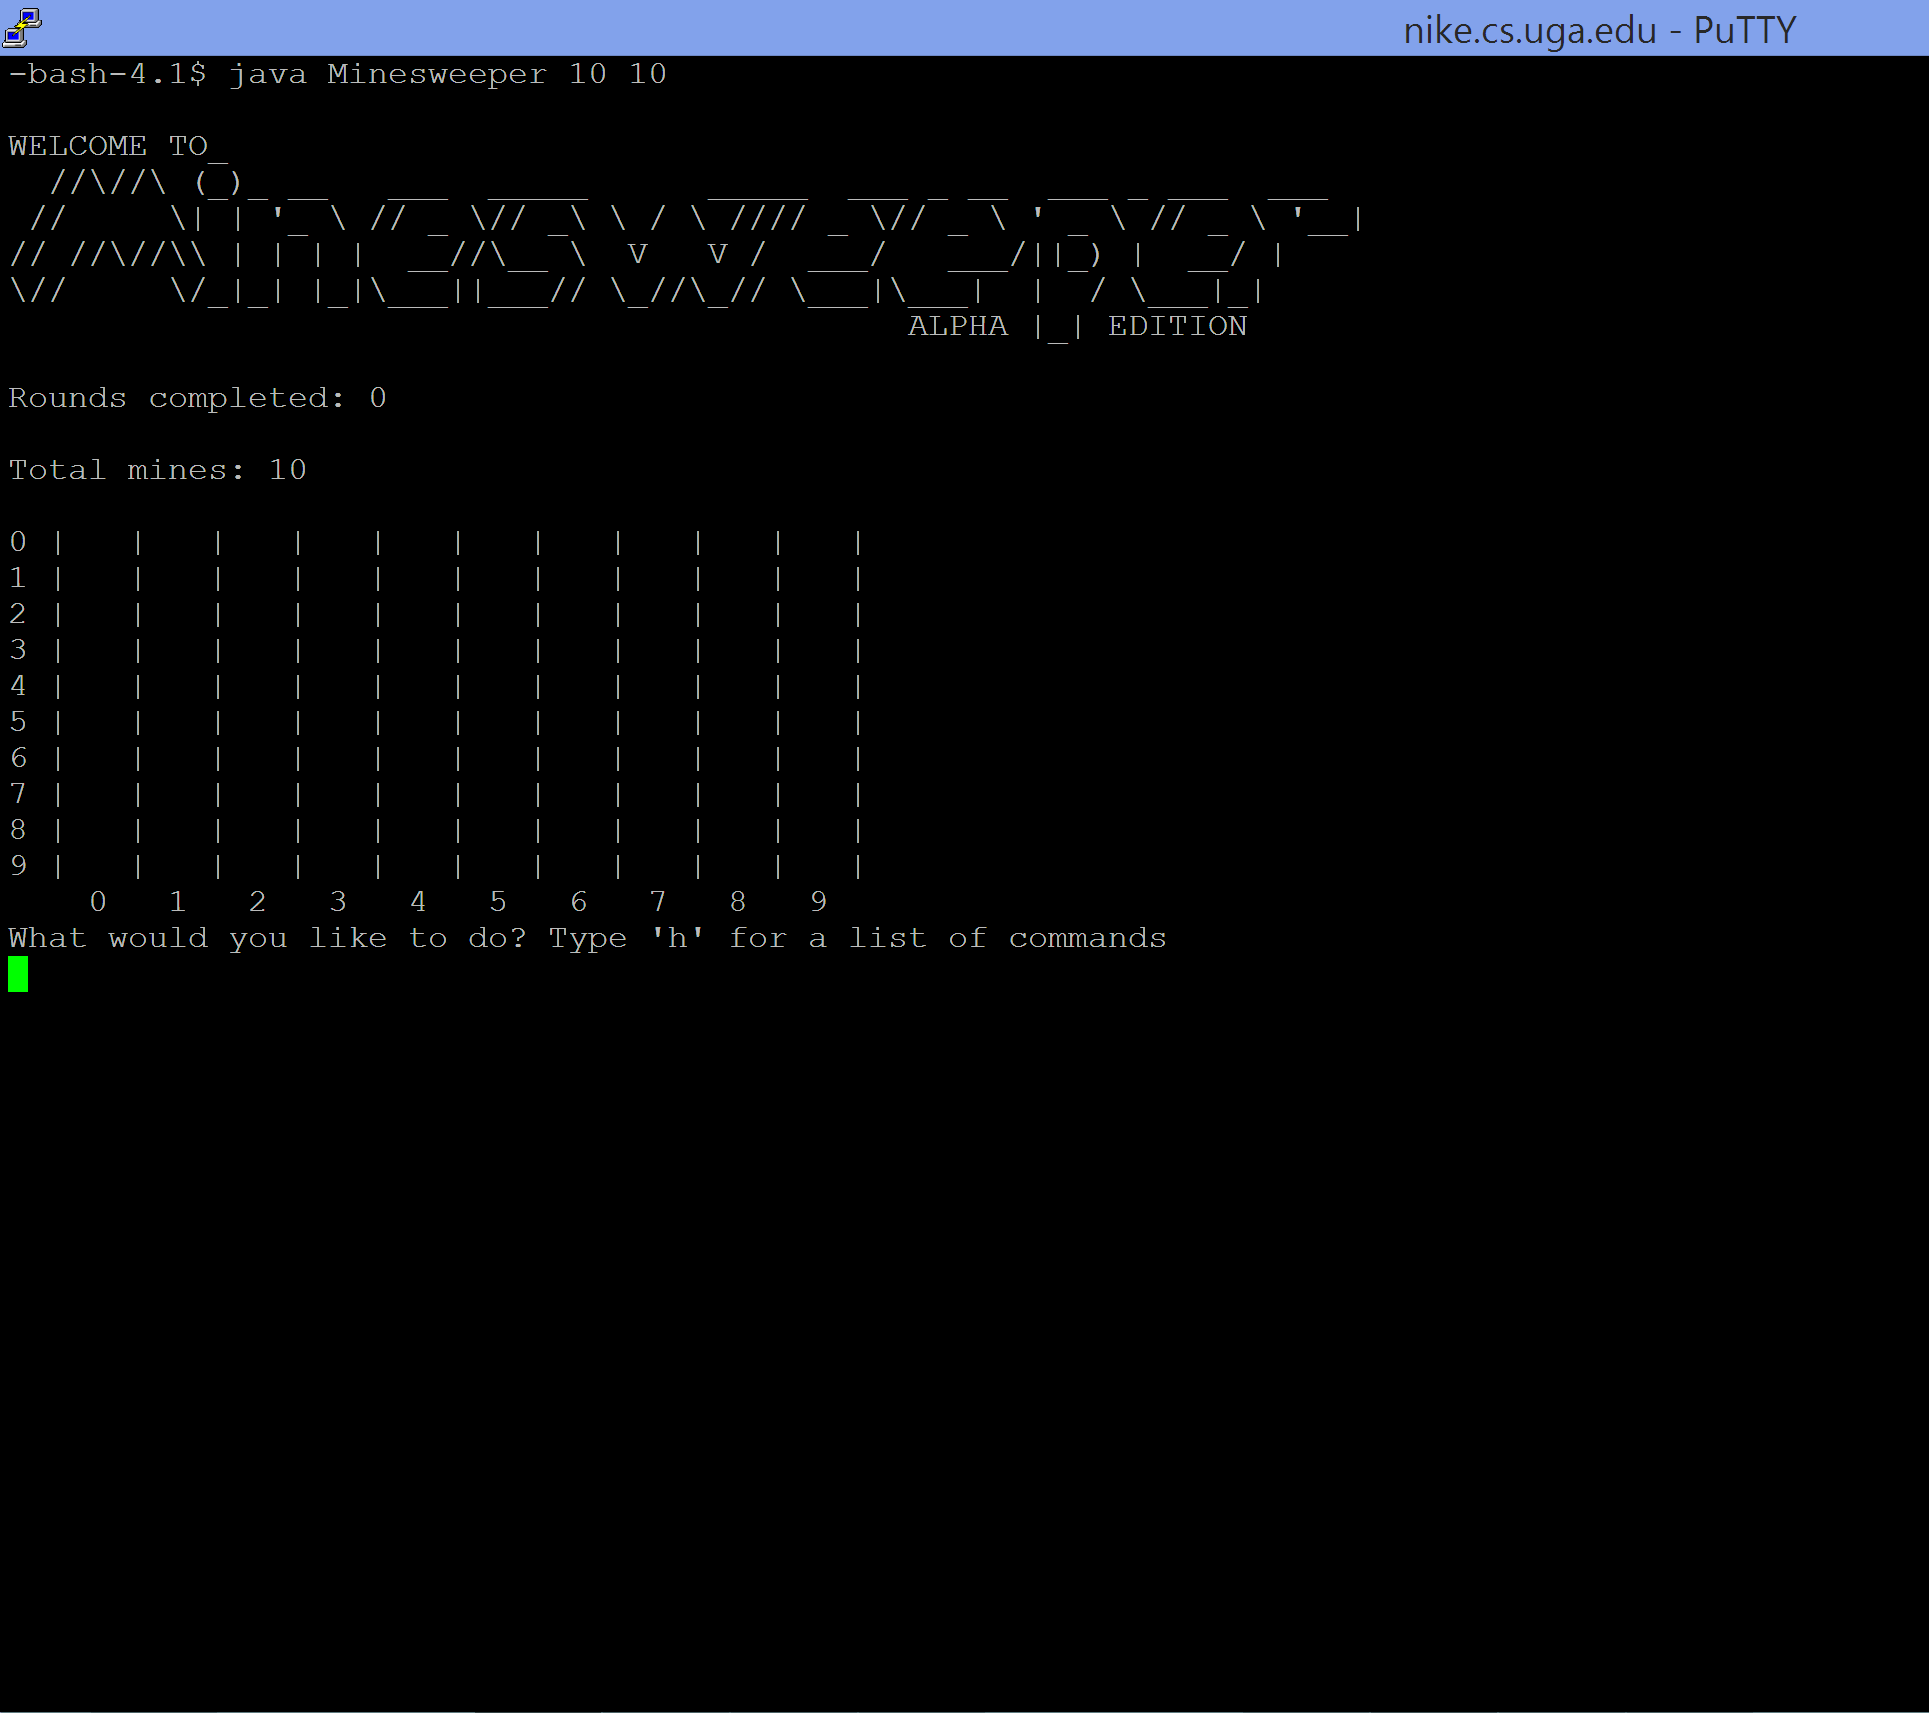 nike.cs.uga.edu - PuTTY
-bash-4.1$ java Minesweeper 10 10
WELCOME TO_
  //\//\ (_)_ __   ___  _____      _____  ___ _ __  ___ _ ___  ___
 //     \| | '_ \ // _ \// _\ \ / \ //// _ \// _ \ '_ \ // _ \ '__|
// //\//\\ | | | |  __//\__ \  V   V /  ___/   ___/||_) |  __/ |
\//     \/_|_| |_|\___||___// \_//\_// \___|\___|  |  / \___|_|
                                             ALPHA |_| EDITION
Rounds completed: 0
Total mines: 10
0 |   |   |   |   |   |   |   |   |   |   |
1 |   |   |   |   |   |   |   |   |   |   |
2 |   |   |   |   |   |   |   |   |   |   |
3 |   |   |   |   |   |   |   |   |   |   |
4 |   |   |   |   |   |   |   |   |   |   |
5 |   |   |   |   |   |   |   |   |   |   |
6 |   |   |   |   |   |   |   |   |   |   |
7 |   |   |   |   |   |   |   |   |   |   |
8 |   |   |   |   |   |   |   |   |   |   |
9 |   |   |   |   |   |   |   |   |   |   |
    0   1   2   3   4   5   6   7   8   9
What would you like to do? Type 'h' for a list of commands